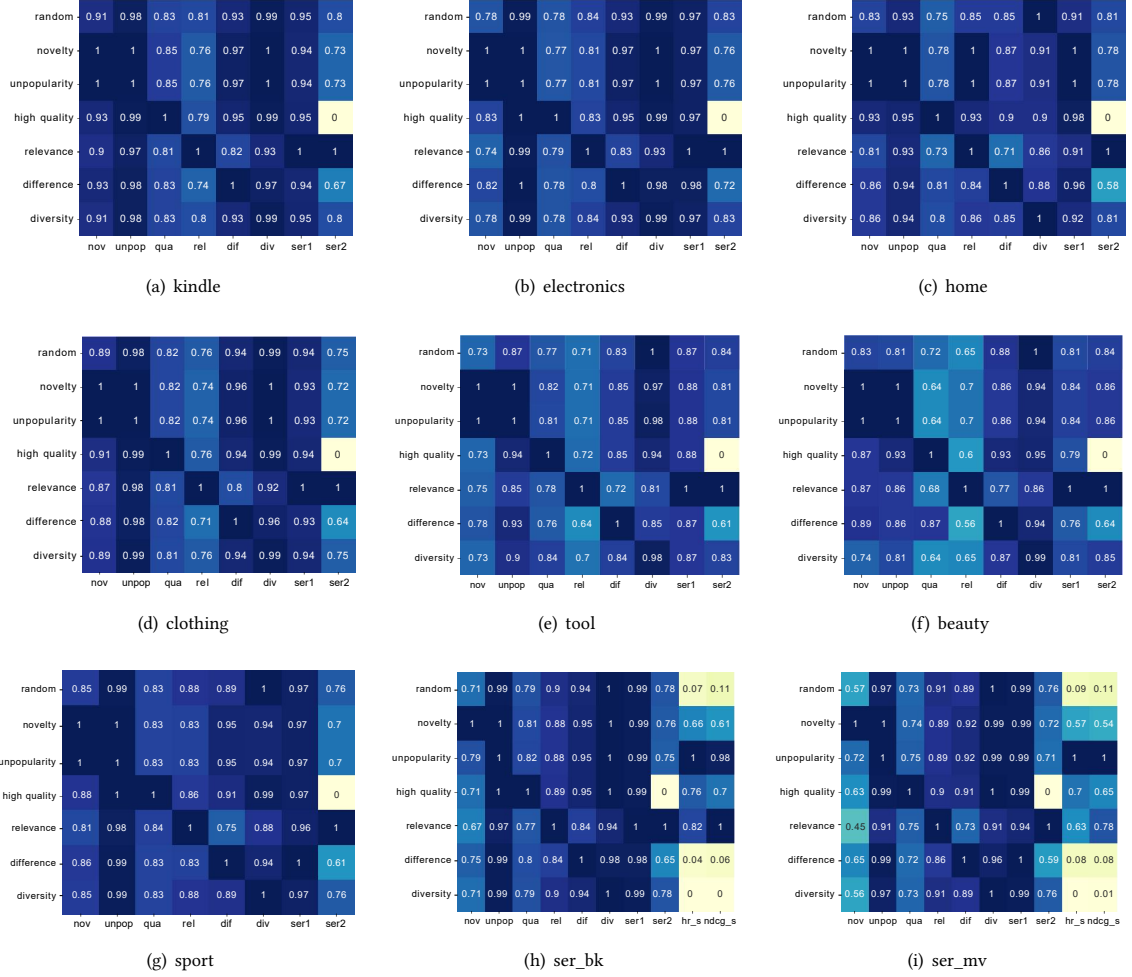 random 0.91 0.98 0.83 0.81 0.93 0.99 0.95 0.8
novelty 1 1 0.85 0.76 0.97 1 0.94 0.73
unpopularity 1 1 0.85 0.76 0.97 1 0.94 0.73
high quality 0.93 0.99 1 0.79 0.95 0.99 0.95 0
relevance 0.9 0.97 0.81 1 0.82 0.93 1 1
difference 0.93 0.98 0.83 0.74 1 0.97 0.94 0.67
diversity 0.91 0.98 0.83 0.8 0.93 0.99 0.95 0.8
nov unpop qua rel dif div ser1 ser2
(a) kindle
random 0.78 0.99 0.78 0.84 0.93 0.99 0.97 0.83
novelty 1 1 0.77 0.81 0.97 1 0.97 0.76
unpopularity 1 1 0.77 0.81 0.97 1 0.97 0.76
high quality 0.83 1 1 0.83 0.95 0.99 0.97 0
relevance 0.74 0.99 0.79 1 0.83 0.93 1 1
difference 0.82 1 0.78 0.8 1 0.98 0.98 0.72
diversity 0.78 0.99 0.78 0.84 0.93 0.99 0.97 0.83
nov unpop qua rel dif div ser1 ser2
(b) electronics
random 0.83 0.93 0.75 0.85 0.85 1 0.91 0.81
novelty 1 1 0.78 1 0.87 0.91 1 0.78
unpopularity 1 1 0.78 1 0.87 0.91 1 0.78
high quality 0.93 0.95 1 0.93 0.9 0.9 0.98 0
relevance 0.81 0.93 0.73 1 0.71 0.86 0.91 1
difference 0.86 0.94 0.81 0.84 1 0.88 0.96 0.58
diversity 0.86 0.94 0.8 0.86 0.85 1 0.92 0.81
nov unpop qua rel dif div ser1 ser2
(c) home
random 0.89 0.98 0.82 0.76 0.94 0.99 0.94 0.75
novelty 1 1 0.82 0.74 0.96 1 0.93 0.72
unpopularity 1 1 0.82 0.74 0.96 1 0.93 0.72
high quality 0.91 0.99 1 0.76 0.94 0.99 0.94 0
relevance 0.87 0.98 0.81 1 0.8 0.92 1 1
difference 0.88 0.98 0.82 0.71 1 0.96 0.93 0.64
diversity 0.89 0.99 0.81 0.76 0.94 0.99 0.94 0.75
nov unpop qua rel dif div ser1 ser2
(d) clothing
random 0.73 0.87 0.77 0.71 0.83 1 0.87 0.84
novelty 1 1 0.82 0.71 0.85 0.97 0.88 0.81
unpopularity 1 1 0.81 0.71 0.85 0.98 0.88 0.81
high quality 0.73 0.94 1 0.72 0.85 0.94 0.88 0
relevance 0.75 0.85 0.78 1 0.72 0.81 1 1
difference 0.78 0.93 0.76 0.64 1 0.85 0.87 0.61
diversity 0.73 0.9 0.84 0.7 0.84 0.98 0.87 0.83
nov unpop qua rel dif div ser1 ser2
(e) tool
random 0.83 0.81 0.72 0.65 0.88 1 0.81 0.84
novelty 1 1 0.64 0.7 0.86 0.94 0.84 0.86
unpopularity 1 1 0.64 0.7 0.86 0.94 0.84 0.86
high quality 0.87 0.93 1 0.6 0.93 0.95 0.79 0
relevance 0.87 0.86 0.68 1 0.77 0.86 1 1
difference 0.89 0.86 0.87 0.56 1 0.94 0.76 0.64
diversity 0.74 0.81 0.64 0.65 0.87 0.99 0.81 0.85
nov unpop qua rel dif div ser1 ser2
(f) beauty
random 0.85 0.99 0.83 0.88 0.89 1 0.97 0.76
novelty 1 1 0.83 0.83 0.95 0.94 0.97 0.7
unpopularity 1 1 0.83 0.83 0.95 0.94 0.97 0.7
high quality 0.88 1 1 0.86 0.91 0.99 0.97 0
relevance 0.81 0.98 0.84 1 0.75 0.88 0.96 1
difference 0.86 0.99 0.83 0.83 1 0.94 1 0.61
diversity 0.85 0.99 0.83 0.88 0.89 1 0.97 0.76
nov unpop qua rel dif div ser1 ser2
(g) sport
random 0.71 0.99 0.79 0.9 0.94 1 0.99 0.78 0.07 0.11
novelty 1 1 0.81 0.88 0.95 1 0.99 0.76 0.66 0.61
unpopularity 0.79 1 0.82 0.88 0.95 1 0.99 0.75 1 0.98
high quality 0.71 1 1 0.89 0.95 1 0.99 0 0.76 0.7
relevance 0.67 0.97 0.77 1 0.84 0.94 1 1 0.82 1
difference 0.75 0.99 0.8 0.84 1 0.98 0.98 0.65 0.04 0.06
diversity 0.71 0.99 0.79 0.9 0.94 1 0.99 0.78 0 0
nov unpop qua rel dif div ser1 ser2 hr_s ndcg_s
(h) ser_bk
random 0.57 0.97 0.73 0.91 0.89 1 0.99 0.76 0.09 0.11
novelty 1 1 0.74 0.89 0.92 0.99 0.99 0.72 0.57 0.54
unpopularity 0.72 1 0.75 0.89 0.92 0.99 0.99 0.71 1 1
high quality 0.63 0.99 1 0.9 0.91 1 0.99 0 0.7 0.65
relevance 0.45 0.91 0.75 1 0.73 0.91 0.94 1 0.63 0.78
difference 0.65 0.99 0.72 0.86 1 0.96 1 0.59 0.08 0.08
diversity 0.56 0.97 0.73 0.91 0.89 1 0.99 0.76 0 0.01
nov unpop qua rel dif div ser1 ser2 hr_s ndcg_s
(i) ser_mv